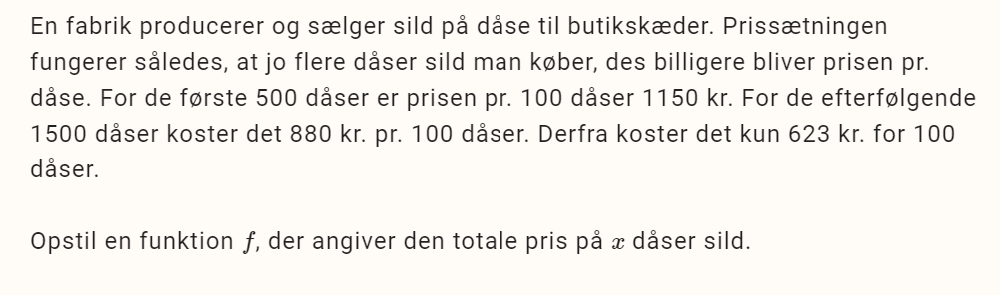 En fabrik producerer og sælger sild på dåse til butikskæder. Prissætningen
fungerer således, at jo flere dåser sild man køber, des billigere bliver prisen pr.
dåse. For de første 500 dåser er prisen pr. 100 dåser 1150 kr. For de efterfølgende
1500 dåser koster det 880 kr. pr. 100 dåser. Derfra koster det kun 623 kr. for 100
dåser.
Opstil en funktion f, der angiver den totale pris på x dåser sild.